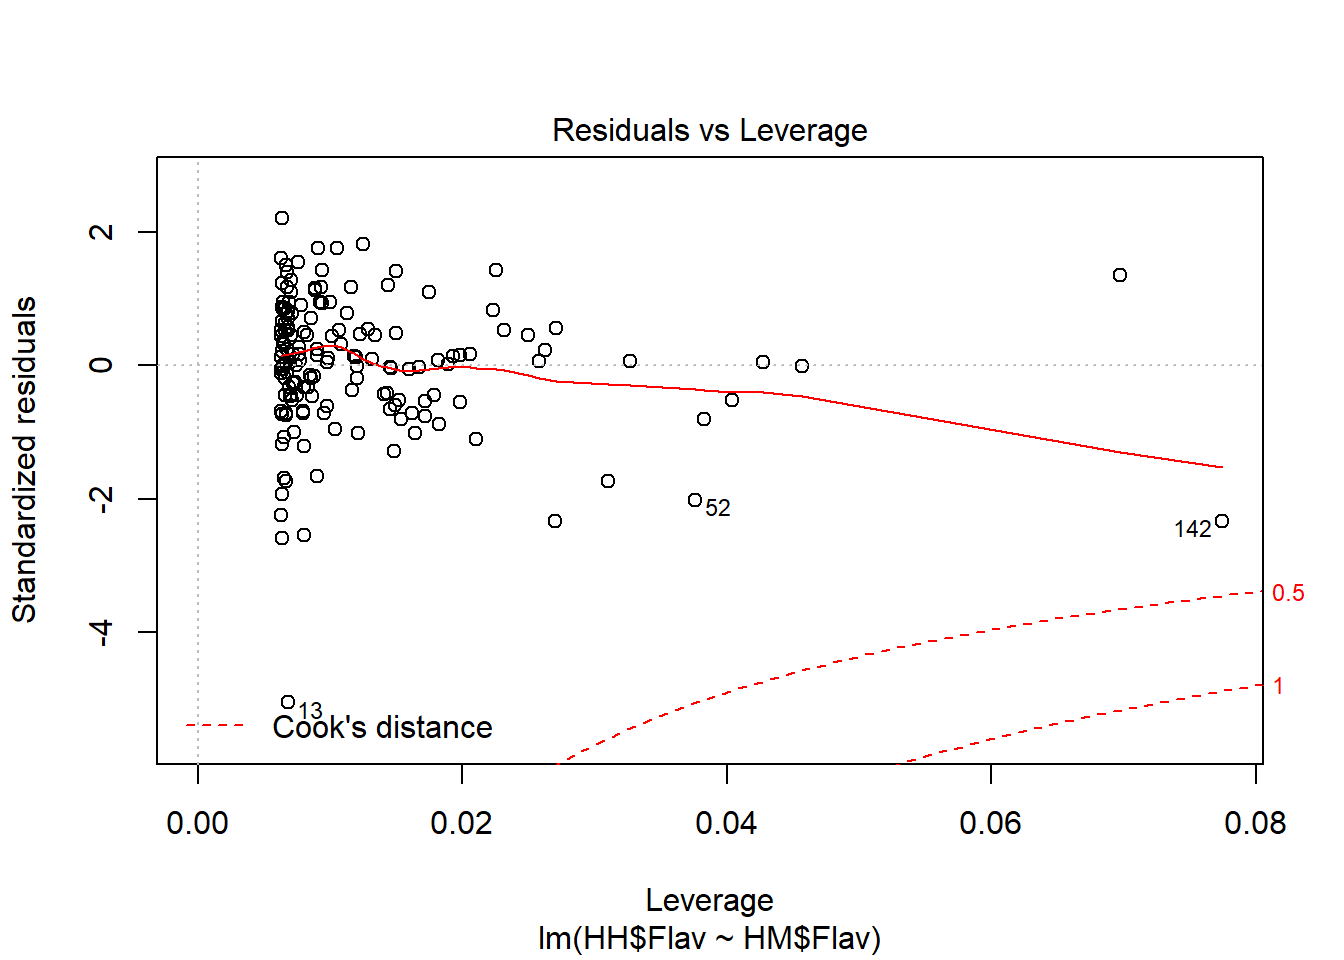 Residuals vs Leverage
Standardized residuals
2
0
-2
-4
52
142
13
0.5
1
Cook's distance
0.00
0.02
0.04
0.06
0.08
Leverage
lm(HH$Flav ~ HM$Flav)